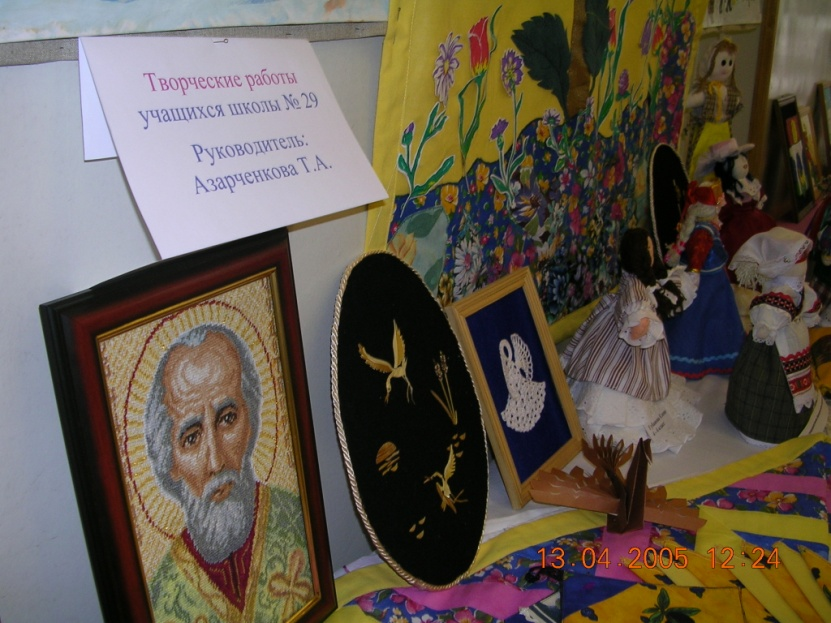 Творческие работы
учащихся школы № 29
Руководитель:
Азарченкова Т.А.
13.04.2005 12:24